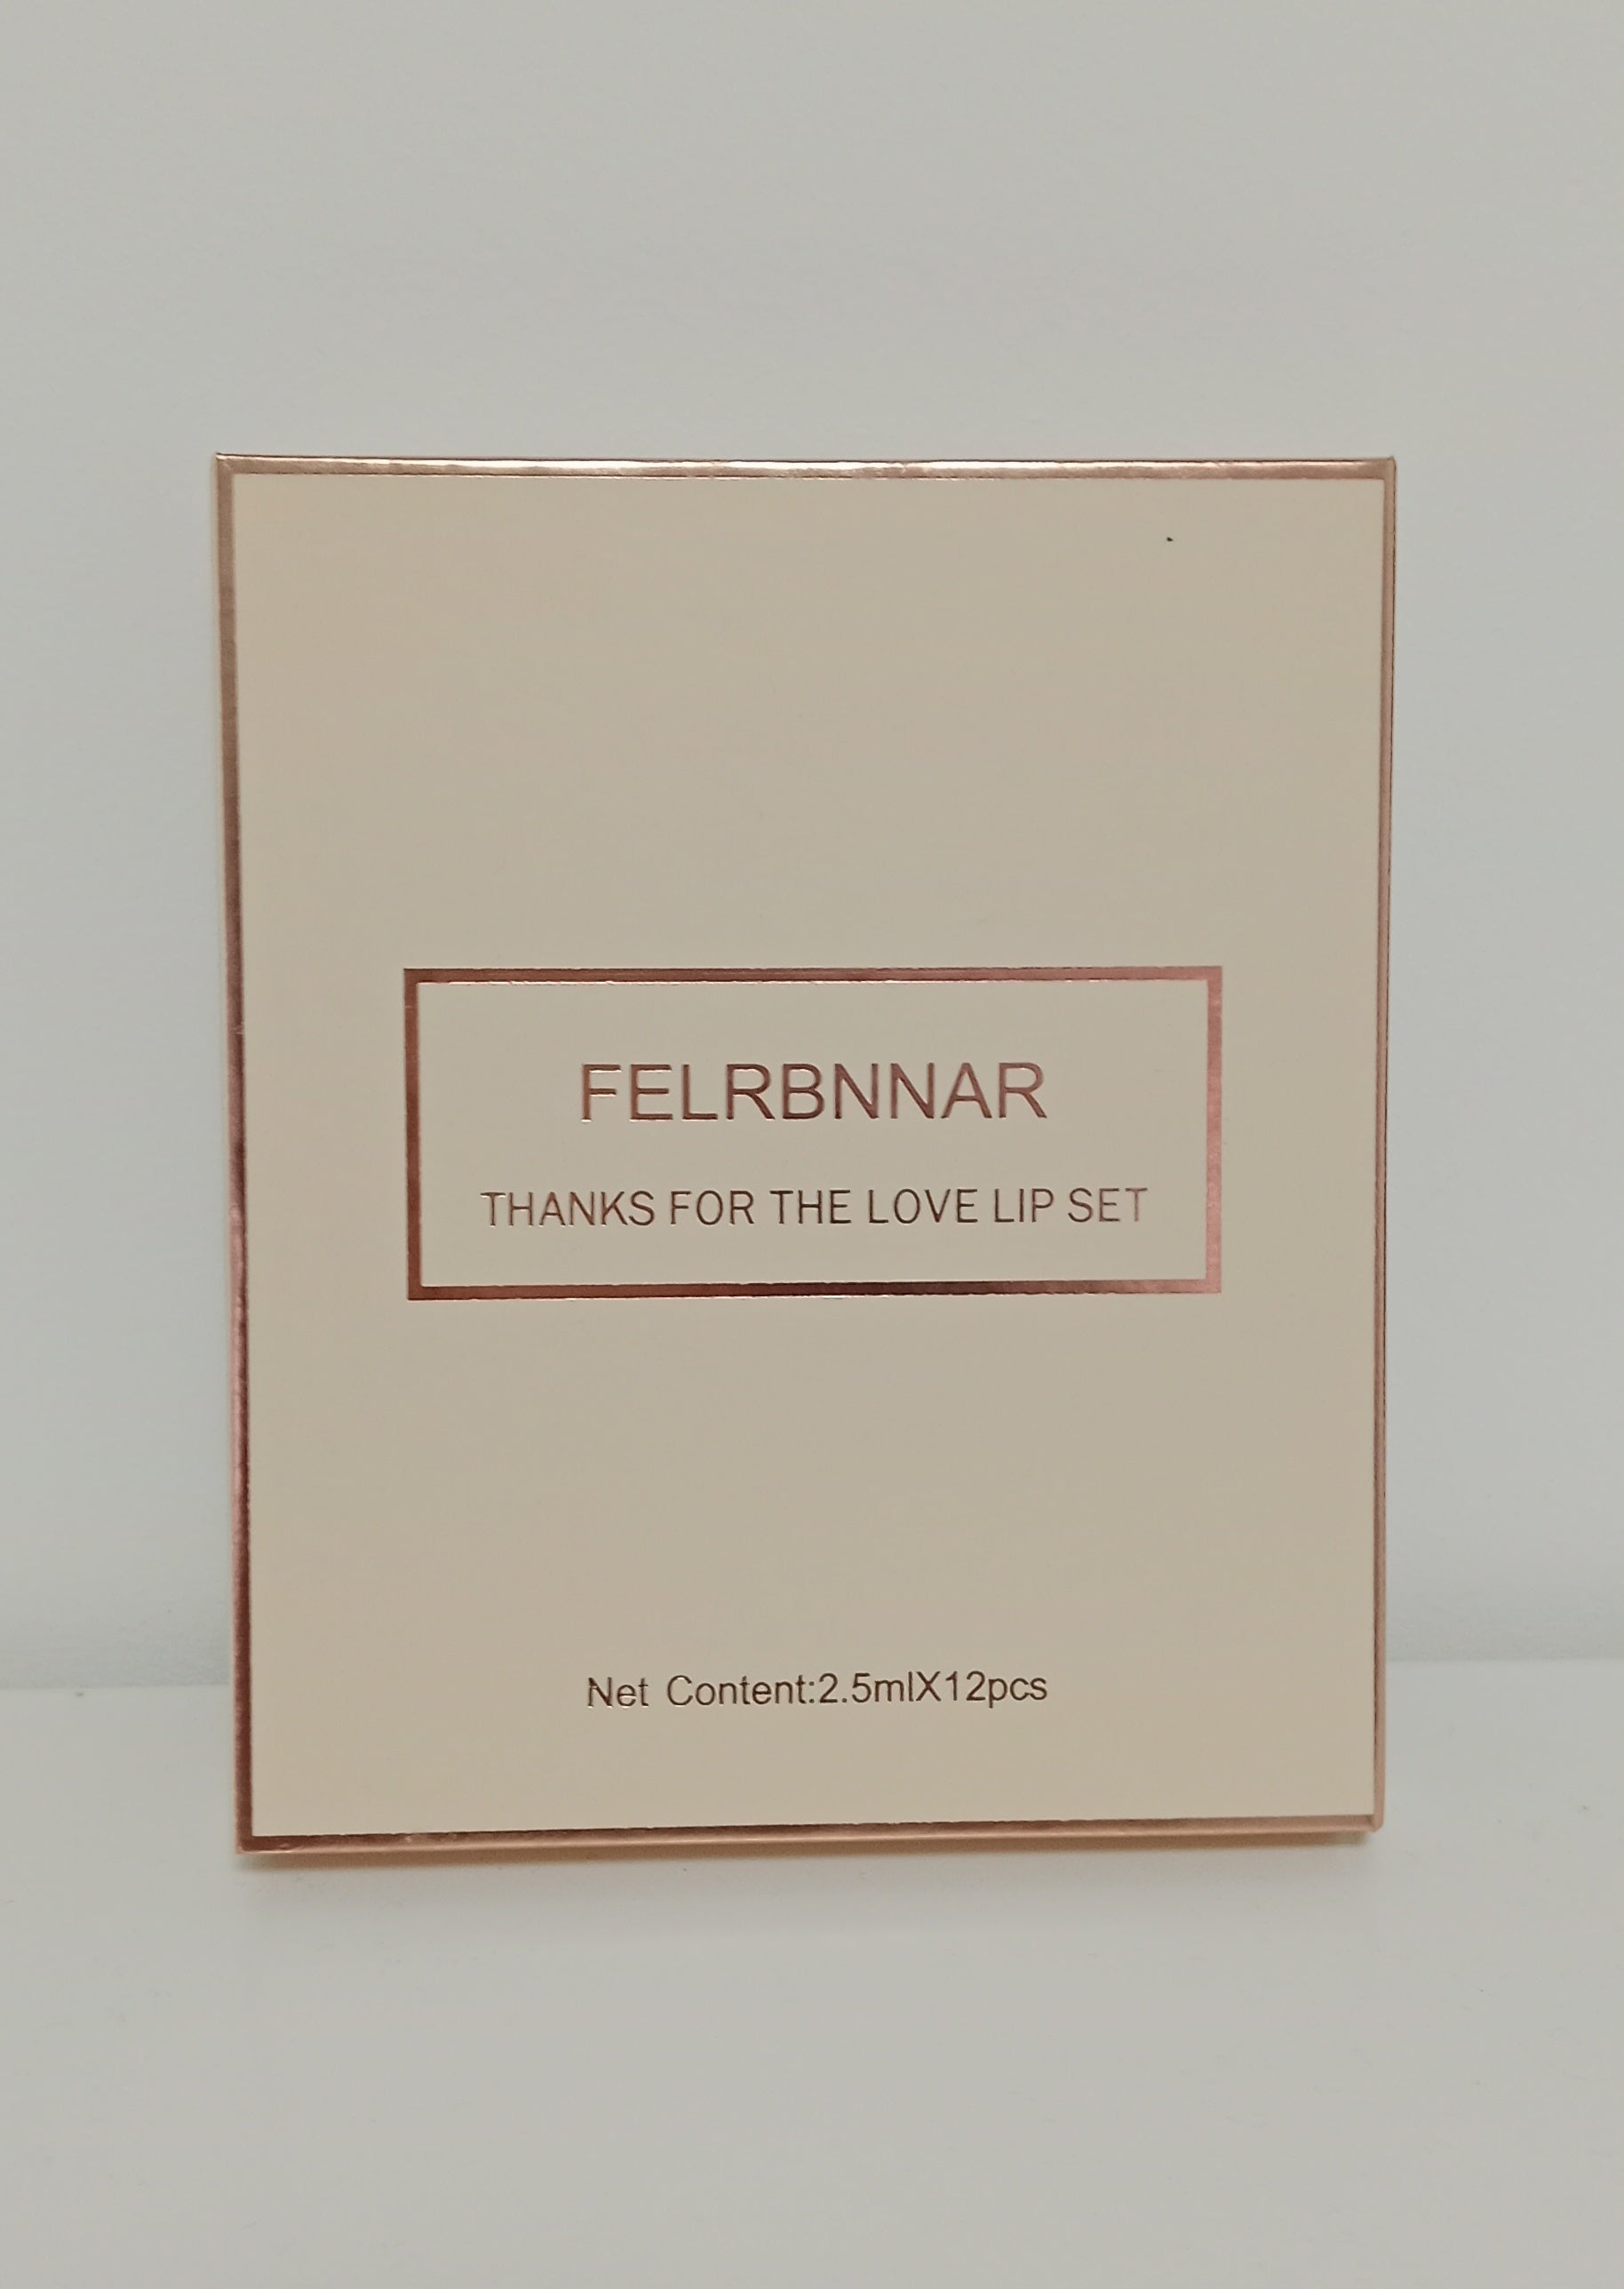 FELRBNNAR
THANKS FOR THE LOVE LIP SET
Net Content:2.5mlX12pcs